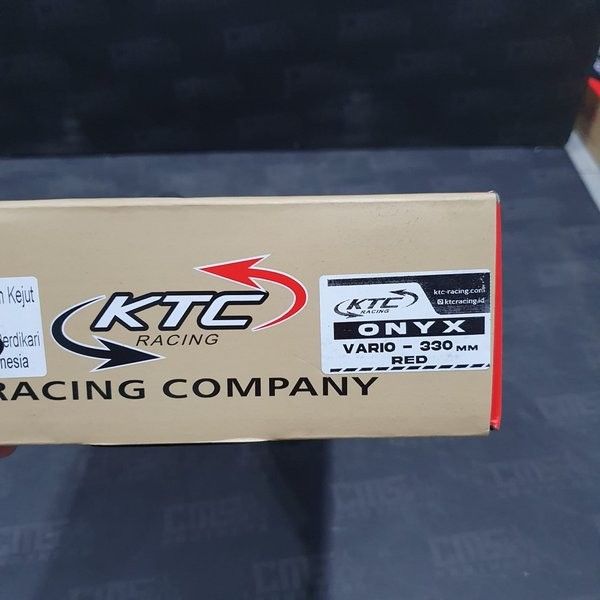 n Kejut
erdikari
nesia
KTC
RACING
RACING COMPANY
ktc-racing.com
ktcracing.id
KTC
RACING
ONYX
VARIO - 330 MM
RED